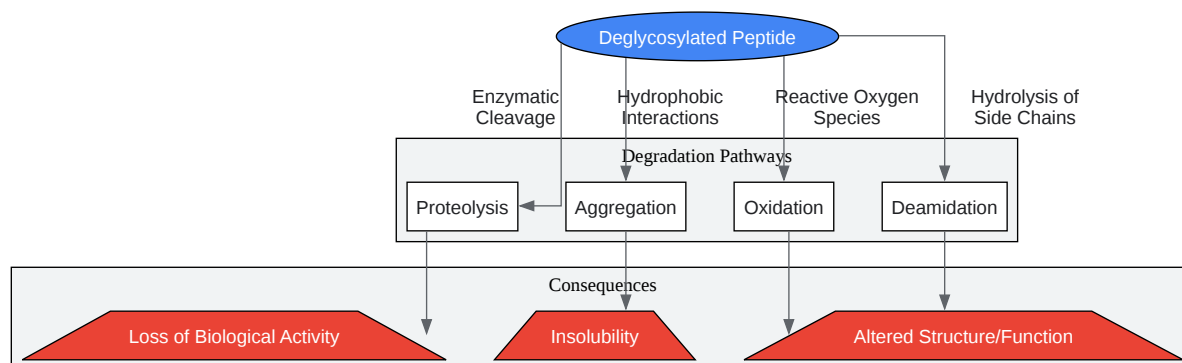 Deglycosylated Peptide
Enzymatic
Cleavage
Hydrophobic
Interactions
Reactive Oxygen
Species
Hydrolysis of
Side Chains
Degradation Pathways
Proteolysis
Aggregation
Oxidation
Deamidation
Consequences
Loss of Biological Activity
Insolubility
Altered Structure/Function